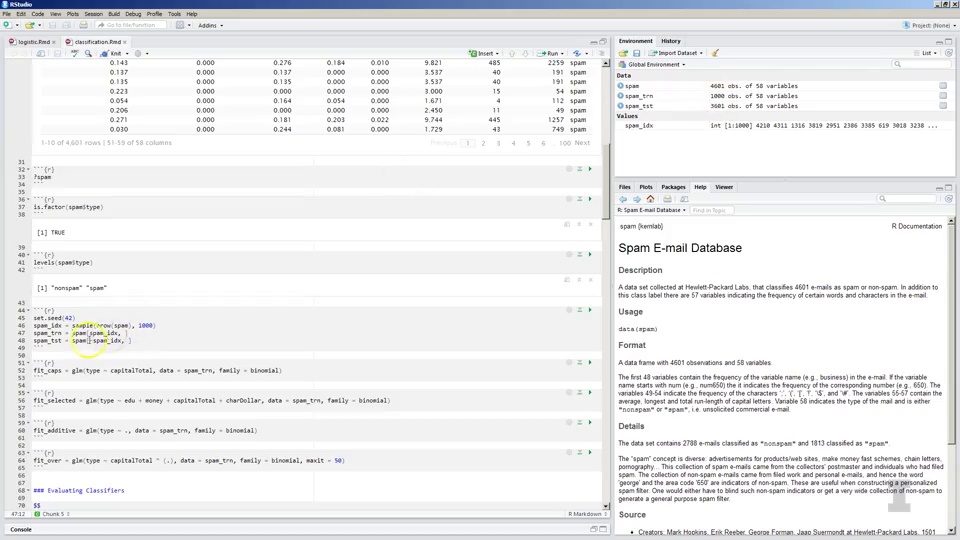 RStudio
File Edit Code View Plots Session Build Debug Profile Tools Help
Go to file/function
Addins
Project: (None)
logistic.Rmd
classification.Rmd
Knit
Insert
Run
0.143 0.000 0.276 0.184 0.010 9.821 485 2259 spam
0.137 0.000 0.137 0.000 0.000 3.537 40 191 spam
0.135 0.000 0.135 0.000 0.000 3.537 40 191 spam
0.223 0.000 0.000 0.000 0.000 3.000 15 54 spam
0.054 0.000 0.164 0.054 0.000 1.671 4 112 spam
0.206 0.000 0.000 0.000 0.000 2.450 11 49 spam
0.271 0.000 0.181 0.203 0.022 9.744 445 1257 spam
0.030 0.000 0.244 0.081 0.000 1.729 43 749 spam
1-10 of 4,601 rows | 51-59 of 58 columns
Previous 1 2 3 4 5 6 ... 100 Next
31
32 ```{r}
33 ?spam
34 ```
35
36 ```{r}
37 is.factor(spam$type)
38 ```
[1] TRUE
39
40 ```{r}
41 levels(spam$type)
42 ```
[1] "nonspam" "spam"
43
44 ```{r}
45 set.seed(42)
46 spam_idx = sample(nrow(spam), 1000)
47 spam_trn = spam[spam_idx, ]
48 spam_tst = spam[-spam_idx, ]
49 ```
50
51 ```{r}
52 fit_caps = glm(type ~ capitalTotal, data = spam_trn, family = binomial)
53 ```
54
55 ```{r}
56 fit_selected = glm(type ~ edu + money + capitalTotal + charDollar, data = spam_trn, family = binomial)
57 ```
58
59 ```{r}
60 fit_additive = glm(type ~ ., data = spam_trn, family = binomial)
61 ```
62
63 ```{r}
64 fit_over = glm(type ~ capitalTotal ^ (.), data = spam_trn, family = binomial, maxit = 50)
65 ```
66
67
68 ### Evaluating Classifiers
69
70 $$
47:44
Chunk 5
R Markdown
Console
Environment History
Import Dataset
List
Global Environment
Data
spam 4601 obs. of 58 variables
spam_trn 1000 obs. of 58 variables
spam_tst 3601 obs. of 58 variables
Values
spam_idx int [1:1000] 4210 4311 1316 3819 2951 2386 3385 619 3018 3238 ...
Files Plots Packages Help Viewer
R: Spam E-mail Database
Find in Topic
spam {kernlab}
R Documentation
Spam E-mail Database
Description
A data set collected at Hewlett-Packard Labs, that classifies 4601 e-mails as spam or non-spam. In addition to
this class label there are 57 variables indicating the frequency of certain words and characters in the e-mail.
Usage
data(spam)
Format
A data frame with 4601 observations and 58 variables.
The first 48 variables contain the frequency of the variable name (e.g., business) in the e-mail. If the variable
name starts with num (e.g., num650) the it indicates the frequency of the corresponding number (e.g., 650). The
variables 49-54 indicate the frequency of the characters ';', '(', '[', '!', '\$', and '\#'. The variables 55-57 contain the
average, longest and total run-length of capital letters. Variable 58 indicates the type of the mail and is either
"nonspam" or "spam", i.e. unsolicited commercial e-mail.
Details
The data set contains 2788 e-mails classified as "nonspam" and 1813 classified as "spam".
The "spam" concept is diverse: advertisements for products/web sites, make money fast schemes, chain letters,
pornography... This collection of spam e-mails came from the collectors' postmaster and individuals who had filed
spam. The collection of non-spam e-mails came from filed work and personal e-mails, and hence the word
'george' and the area code '650' are indicators of non-spam. These are useful when constructing a personalized
spam filter. One would either have to blind such non-spam indicators or get a very wide collection of non-spam to
generate a general purpose spam filter.
Source
• Creators: Mark Hopkins, Erik Reeber, George Forman, Jaap Suermondt at Hewlett-Packard Labs, 1501